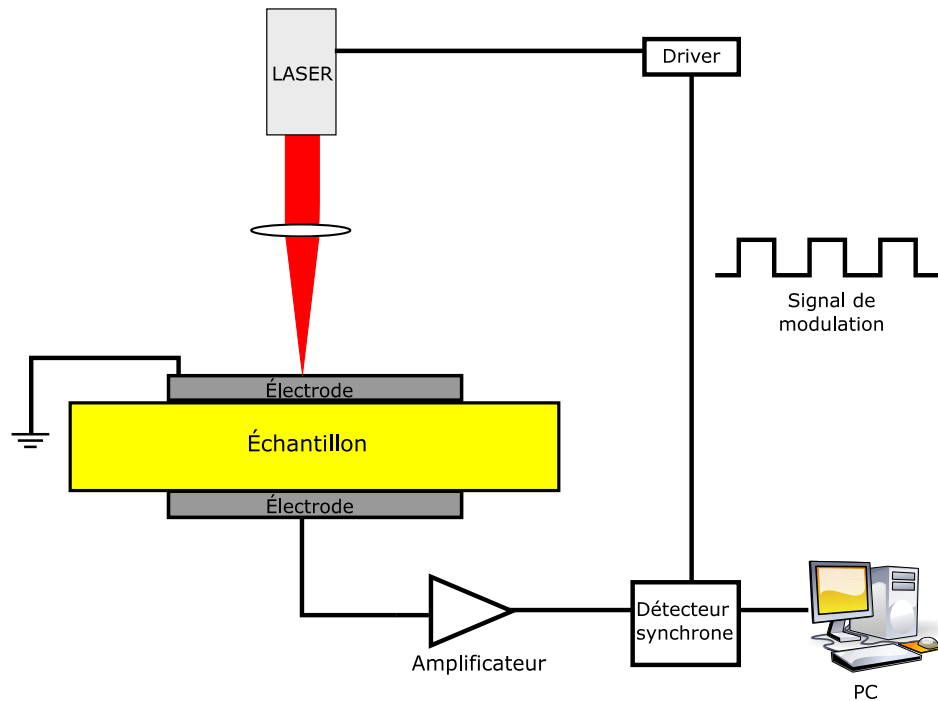 LASER
Driver
Signal de
modulation
Électrode
Échantillon
Électrode
Détecteur
synchrone
Amplificateur
PC